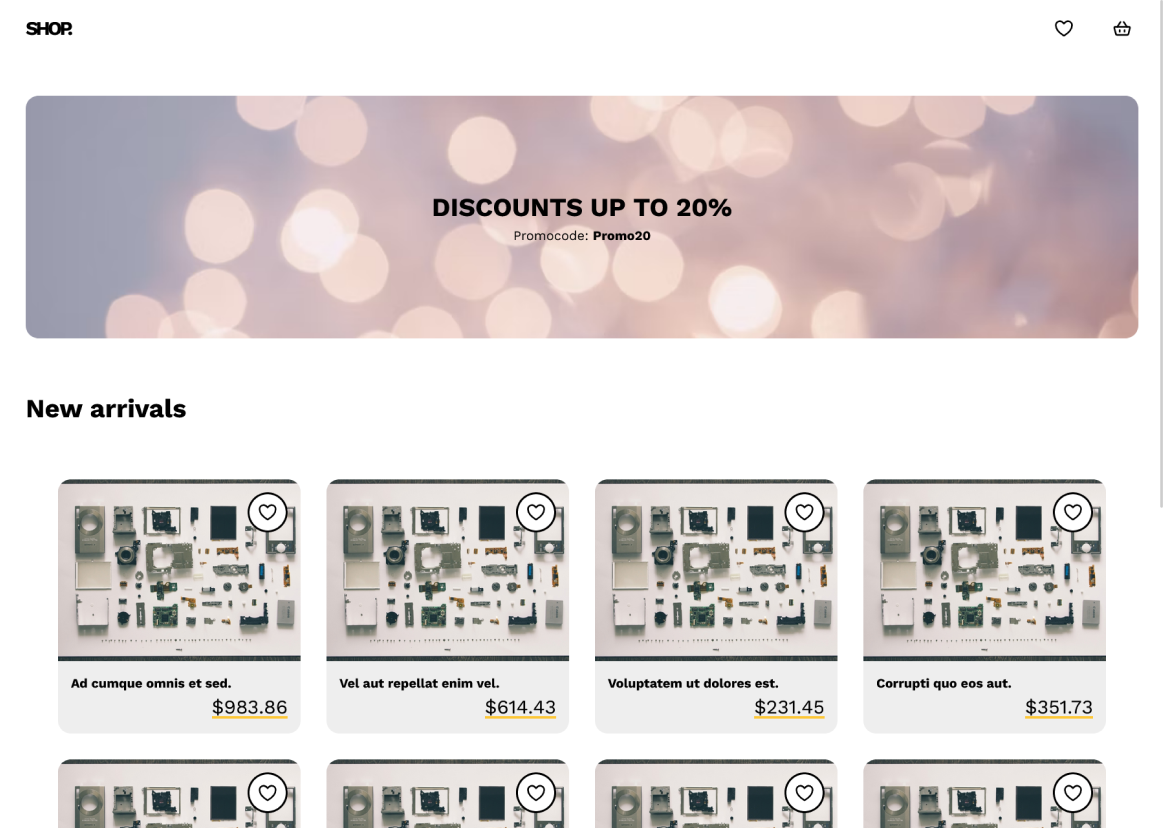 SHOP.
DISCOUNTS UP TO 20%
Promocode: Promo20
New arrivals
Ad cumque omnis et sed.
$983.86
Vel aut repellat enim vel.
$614.43
Voluptatem ut dolores est.
$231.45
Corrupti quo eos aut.
$351.73